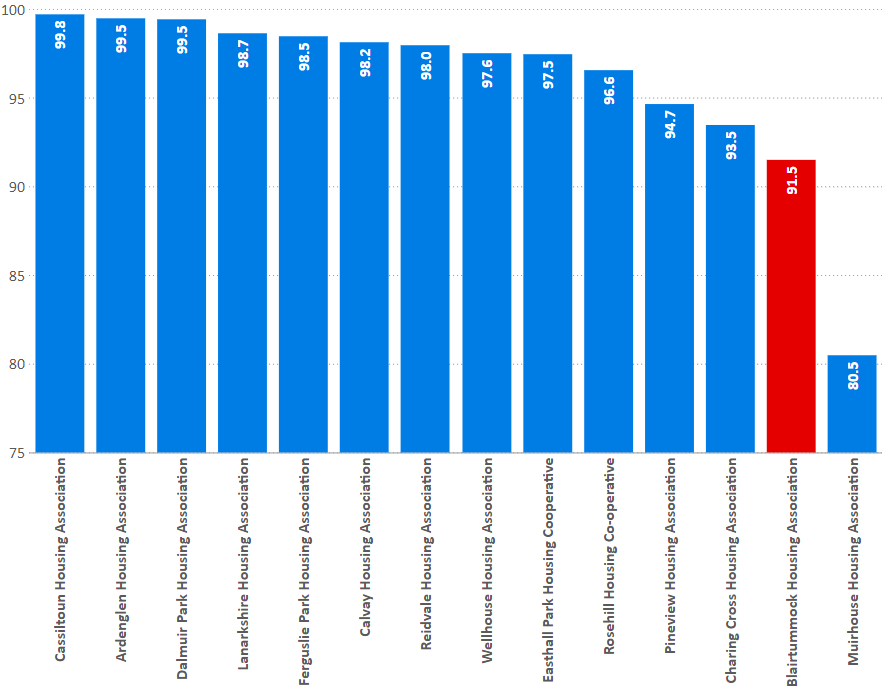 100
95
90
85
80
75
99.8
99.5
99.5
98.7
98.5
98.2
98.0
97.6
97.5
96.6
94.7
93.5
91.5
80.5
Cassiltoun Housing Association
Ardenglen Housing Association
Dalmuir Park Housing Association
Lanarkshire Housing Association
Ferguslie Park Housing Association
Calvay Housing Association
Reidvale Housing Association
Wellhouse Housing Association
Easthall Park Housing Cooperative
Rosehill Housing Co-operative
Pineview Housing Association
Charing Cross Housing Association
Blairtummock Housing Association
Muirhouse Housing Association